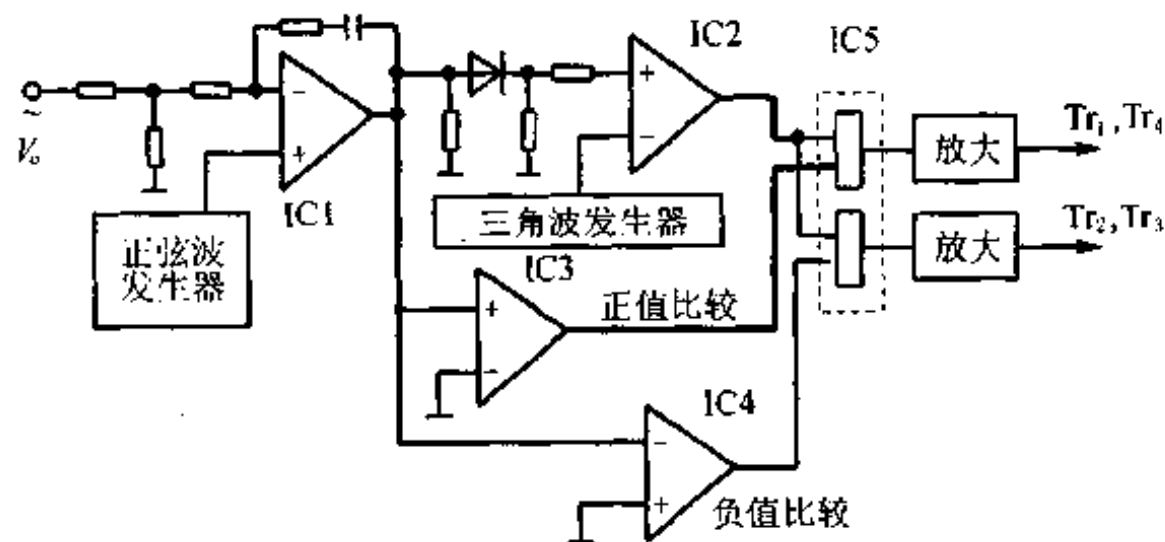 IC2
IC5
~
V₀
−
+
IC1
正弦波
发生器
+
−
三角波发生器
放大
Tr₁,Tr₄
放大
Tr₂,Tr₃
IC3
+
−
正值比较
IC4
−
+
负值比较